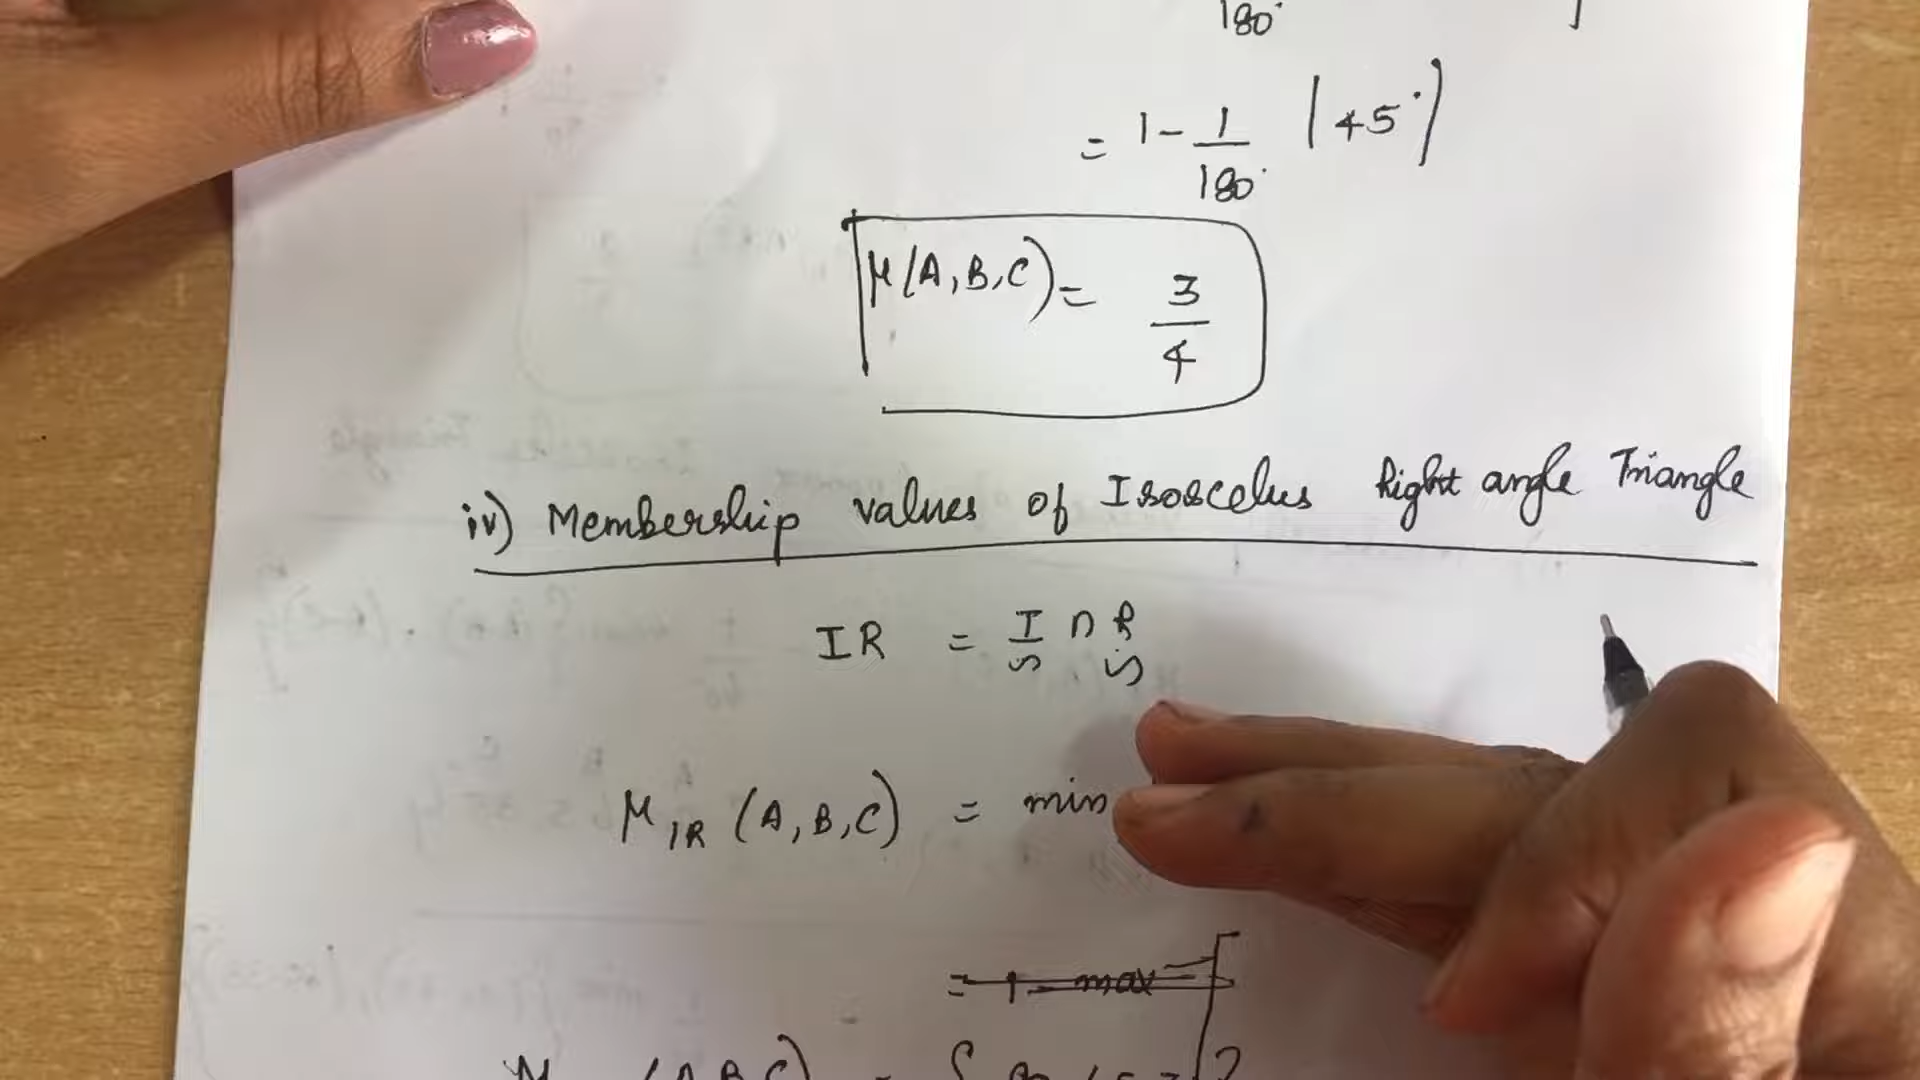 180°
= 1 - 1/180° |45°|
μ(A,B,C) = 3/4
iv) Membership values of Isoscelus Right angle Triangle
IR = I ∩ R
μIR (A,B,C) = min
= 1 max